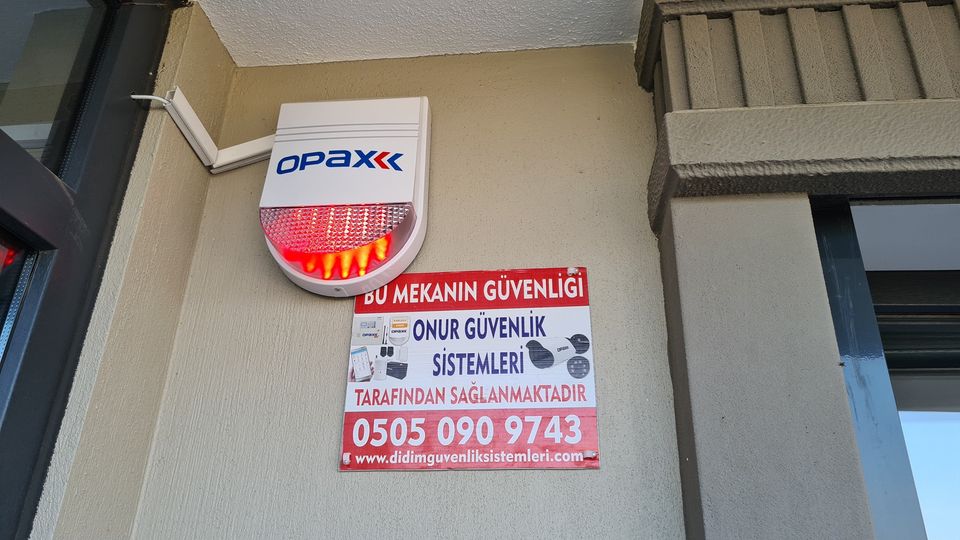 OPAX
BU MEKANIN GÜVENLİĞİ
ONUR GÜVENLİK
SİSTEMLERİ
TARAFINDAN SAĞLANMAKTADIR
0505 090 9743
www.didimguvenliksistemleri.com